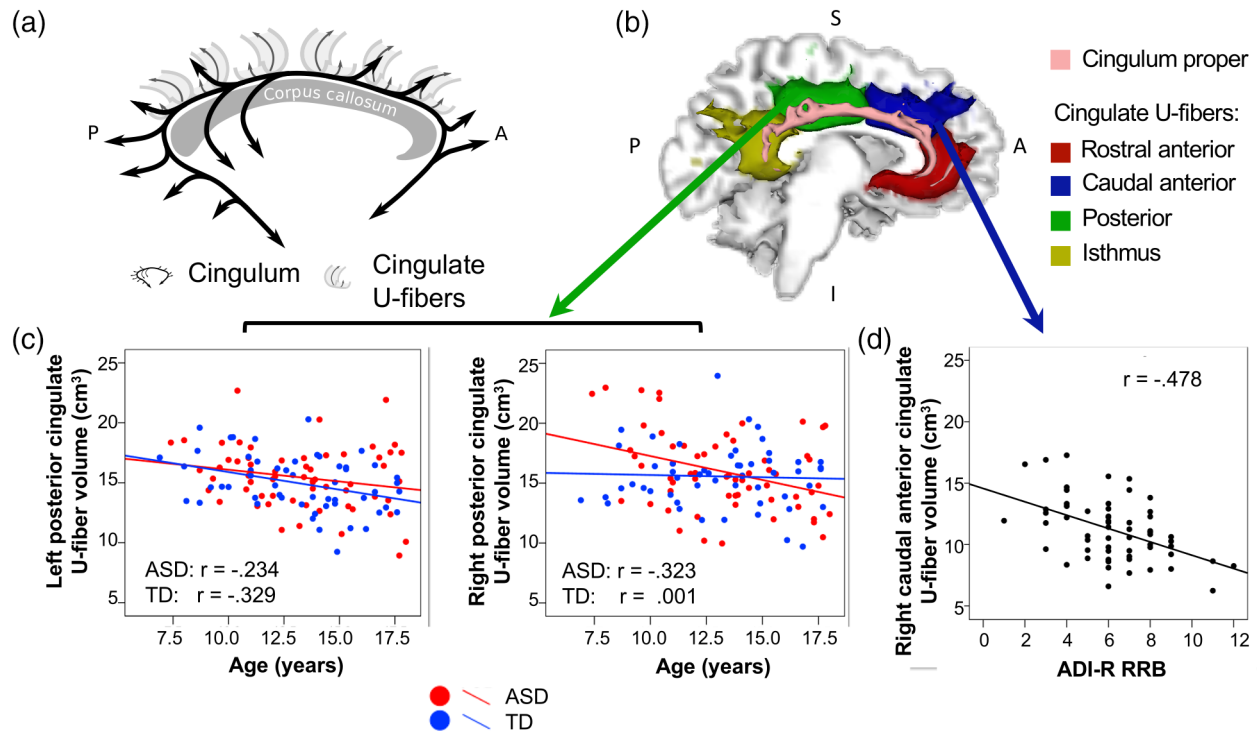 (a)
Corpus callosum
P
A
Cingulum
Cingulate
U-fibers
(b)
S
P
A
I
Cingulum proper
Cingulate U-fibers:
Rostral anterior
Caudal anterior
Posterior
Isthmus
(c)
Left posterior cingulate
U-fiber volume (cm³)
25
20
15
10
5
ASD: r = -.234
TD: r = -.329
7.5 10.0 12.5 15.0 17.5
Age (years)
Right posterior cingulate
U-fiber volume (cm³)
25
20
15
10
5
ASD: r = -.323
TD: r = .001
7.5 10.0 12.5 15.0 17.5
Age (years)
ASD
TD
(d)
Right caudal anterior cingulate
U-fiber volume (cm³)
25
20
15
10
5
r = -.478
0 2 4 6 8 10 12
ADI-R RRB